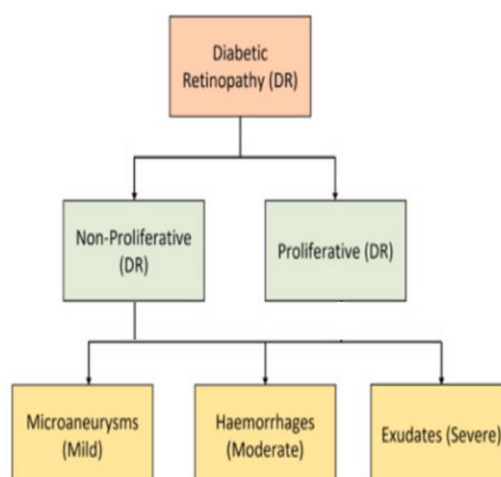 Diabetic
Retinopathy (DR)
Non-Proliferative
(DR)
Proliferative (DR)
Microaneurysms
(Mild)
Haemorrhages
(Moderate)
Exudates (Severe)